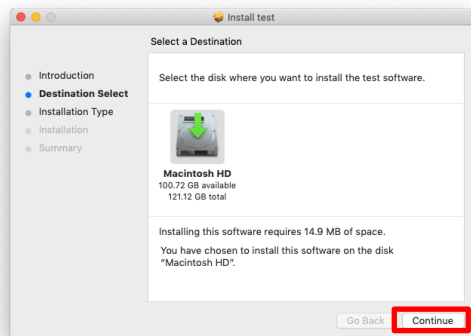 Install test
Select a Destination
Introduction
Destination Select
Installation Type
Installation
Summary
Select the disk where you want to install the test software.
Macintosh HD
100.72 GB available
121.12 GB total
Installing this software requires 14.9 MB of space.
You have chosen to install this software on the disk
“Macintosh HD”.
Go Back
Continue